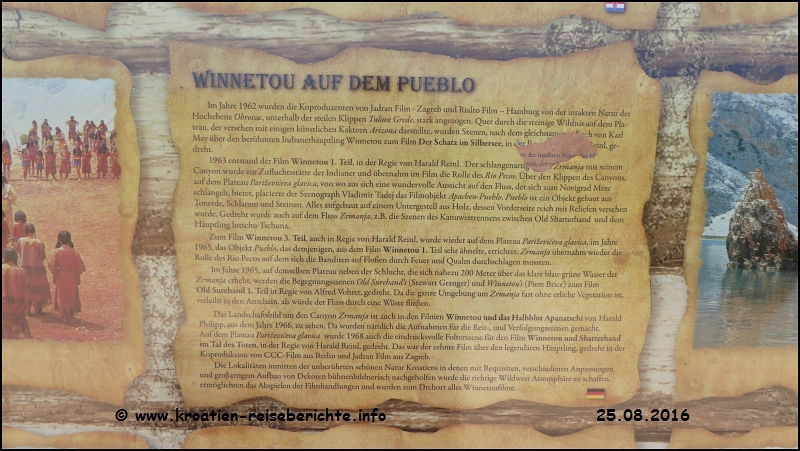 WINNETOU AUF DEM PUEBLO
Im Jahre 1962 wurden die Koproduzenten von Jadran Film - Zagreb und Rialto Film – Hamburg von der intakten Natur der
Hochebene Obrovac, unterhalb der steilen Klippen Tulove Grede, stark angezogen. Quer durch die steinige Wildnis auf dem Pla-
teau, der versehen mit einigen künstlichen Kakteen Arizona darstellte, wurden Szenen, nach dem gleichnamigen Buch von Karl
May über den berühmten Indianerhäuptling Winnetou zum Film Der Schatz im Silbersee, in der Reinl, ge-
dreht.
1963 entstand der Film Winnetou 1. Teil, in der Regie von Harald Reinl. Der schlangenartige Zrmanja mit seinem
Canyon wurde zur Zufluchtsstätte der Indianer und übernahm im Film die Rolle des Rio Pecos. Über den Klippen des Canyons,
auf dem Plateau Pariževića glavica, von wo aus sich eine wundervolle Aussicht auf den Fluss, der sich zum Novigrad Meer
schlängelt, bietet, placierte der Szenograph Vladimir Tadej das Filmobjekt Apachen-Pueblo. Pueblo ist ein Objekt gebaut aus
Tonerde, Schlamm und Steinen. Alles aufgebaut auf einem Untergestell aus Holz, dessen Vorderseite reich mit Reliefen versehen
wurde. Gedreht wurde auch auf dem Fluss Zrmanja, z.B. die Szenen des Kanuwettrennens zwischen Old Shatterhand und dem
Häuptling Intschu-Tschuna.
Zum Film Winnetou 3. Teil, auch in Regie von Harald Reinl, wurde wieder auf dem Plateau Pariževića glavica, im Jahre
1965, das Objekt Pueblo, das demjenigen, aus dem Film Winnetou 1. Teil sehr ähnelte, errichtet. Zrmanja übernahm wieder die
Rolle des Rio Pecos auf dem sich die Banditen auf Flößen durch Feuer und Qualm durchschlagen mussten.
Im Jahre 1965, auf demselben Plateau neben der Schlucht, die sich nahezu 200 Meter über das klare blau-grüne Wasser der
Zrmanja erhebt, werden die Begegnungsszenen Old Surehand's (Stewart Granger) und Winnetou's (Piere Brice) zum Film
Old Surehand 1. Teil in Regie von Alfred Vohrer, gedreht. Da die ganze Umgebung um Zrmanja fast ohne etliche Vegetation ist,
verleiht es den Anschein, als würde der Fluss durch eine Wüste fließen.
Das Landschaftsbild um den Canyon Zrmanja ist auch in den Filmen Winnetou und das Halbblut Apanatschi von Harald
Philipp, aus dem Jahre 1966, zu sehen. Da wurden nämlich die Aufnahmen für die Reit-, und Verfolgungsszenen gemacht.
Auf dem Plateau Pariževića glavica wurde 1968 auch die eindrucksvolle Folterszene für den Film Winnetou und Shatterhand
im Tal des Toten, in der Regie von Harald Reinl, gedreht. Das war der zehnte Film über den legendären Häuptling, gedreht in der
Koproduktion von CCC-Film aus Berlin und Jadran Film aus Zagreb.
Die Lokalitäten inmitten der unberührten schönen Natur Kroatiens in denen mit Requisiten, verschiedenen Anpassungen
und großartigem Aufbau von Dekoren bühnenbildnerisch nachgeholfen wurde die richtige Wildwest Atmosphäre zu schaffen,
ermöglichten das Abspielen der Filmhandlungen und wurden zum Drehort aller Winnetoufilme.
© www.kroatien-reiseberichte.info
25.08.2016